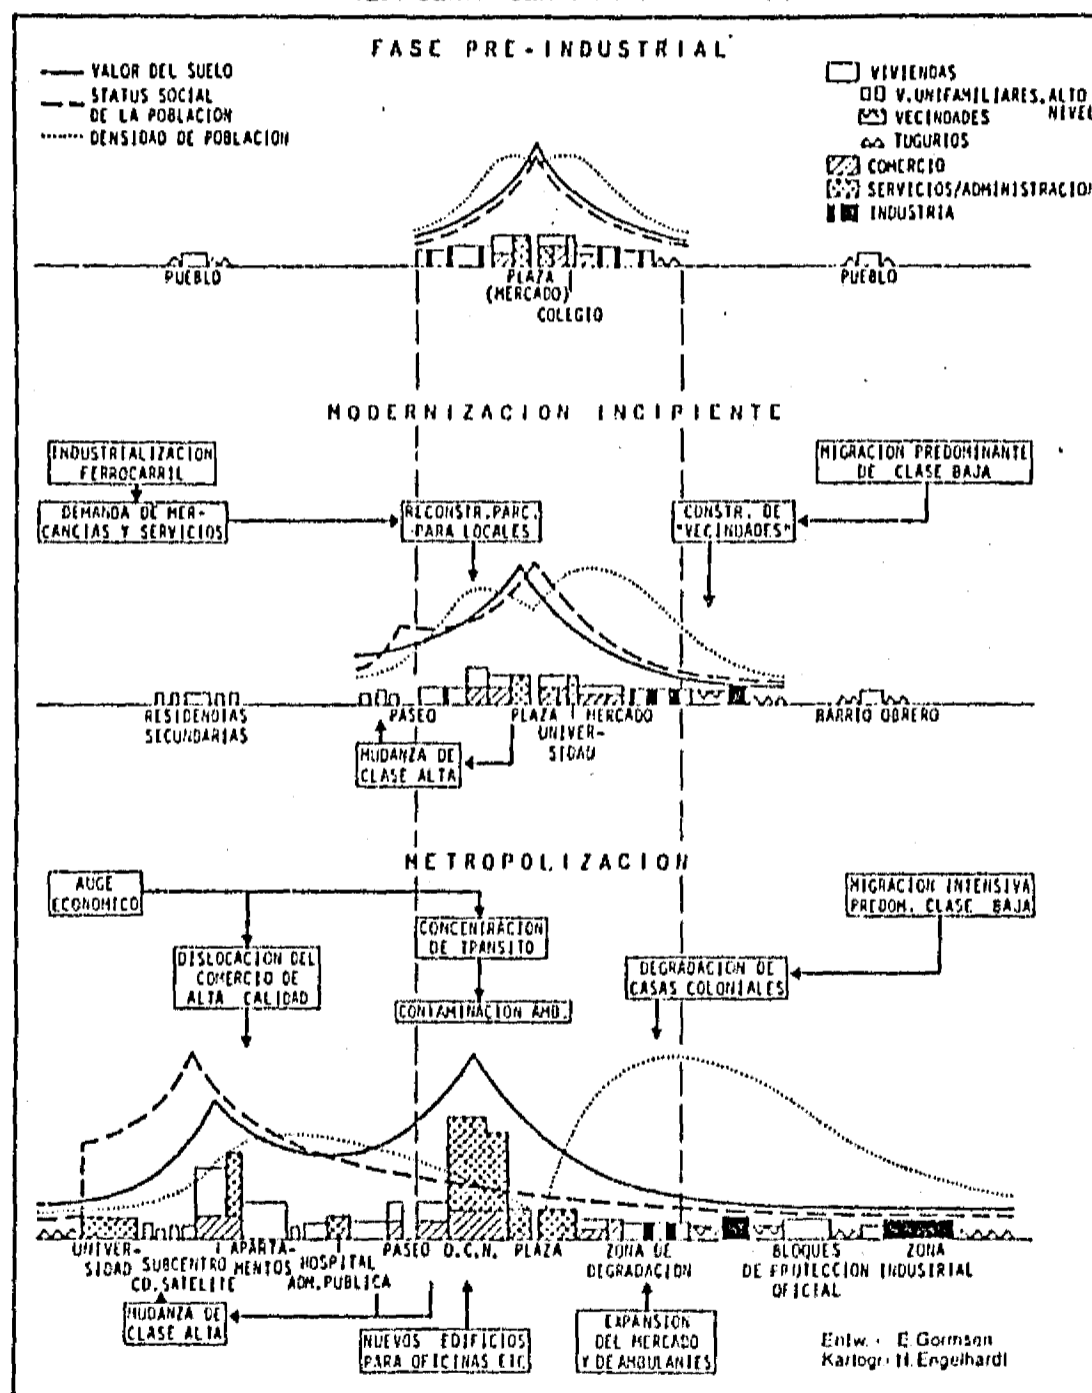 FASE PRE-INDUSTRIAL
VALOR DEL SUELO
STATUS SOCIAL
DE LA POBLACION
DENSIDAD DE POBLACION
VIVIENDAS
V. UNIFAMILIARES, ALTO
NIVEL
VECINDADES
TUGURIOS
COMERCIO
SERVICIOS/ADMINISTRACION
INDUSTRIA
PUEBLO
PLAZA
(MERCADO)
COLEGIO
PUEBLO
MODERNIZACION INCIPIENTE
INDUSTRIALIZACION
FERROCARRIL
DEMANDA DE MER-
CANCIAS Y SERVICIOS
RECONSTR. PARC.
PARA LOCALES
CONSTR. DE
"VECINDADES"
MIGRACION PREDOMINANTE
DE CLASE BAJA
RESIDENCIAS
SECUNDARIAS
PASEO
PLAZA
MERCADO
UNIVER-
SIDAD
BARRIO OBRERO
MUDANZA DE
CLASE ALTA
METROPOLIZACION
AUGE
ECONOMICO
DISLOCACION DEL
COMERCIO DE
ALTA CALIDAD
CONCENTRACION
DE TRANSITO
CONTAMINACION AMB.
DEGRADACION DE
CASAS COLONIALES
MIGRACION INTENSIVA
PREDOM. CLASE BAJA
UNIVER-
SIDAD
SUBCENTRO
CD. SATELITE
APARTA-
MENTOS
HOSPITAL
ADM. PUBLICA
PASEO
D.C.N.
PLAZA
ZONA DE
DEGRADACION
BLOQUES
DE PROTECCION
OFICIAL
ZONA
INDUSTRIAL
MUDANZA DE
CLASE ALTA
NUEVOS EDIFICIOS
PARA OFICINAS ETC.
EXPANSION
DEL MERCADO
Y DE AMBULANTES
Entw.: E. Gormsen
Kartogr.: H. Engelhardt